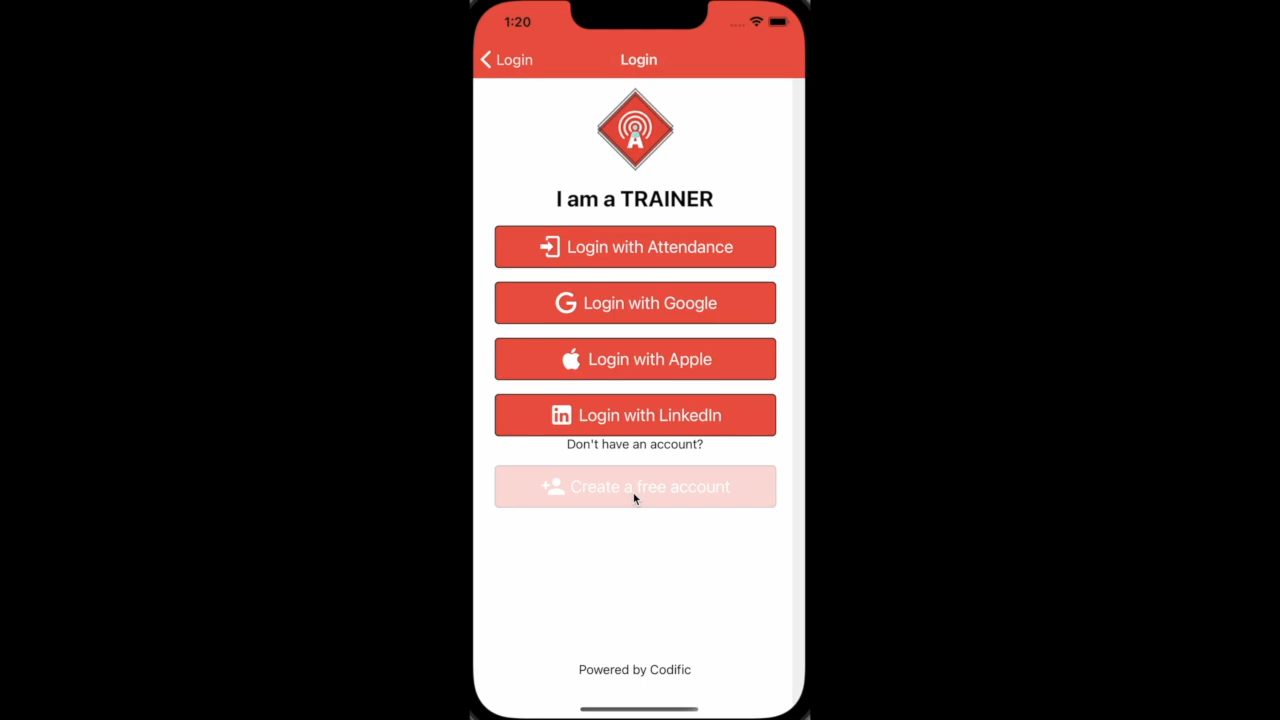 1:20
Login
Login
A
I am a TRAINER
Login with Attendance
Login with Google
Login with Apple
in Login with LinkedIn
Don't have an account?
Create a free account
Powered by Codific